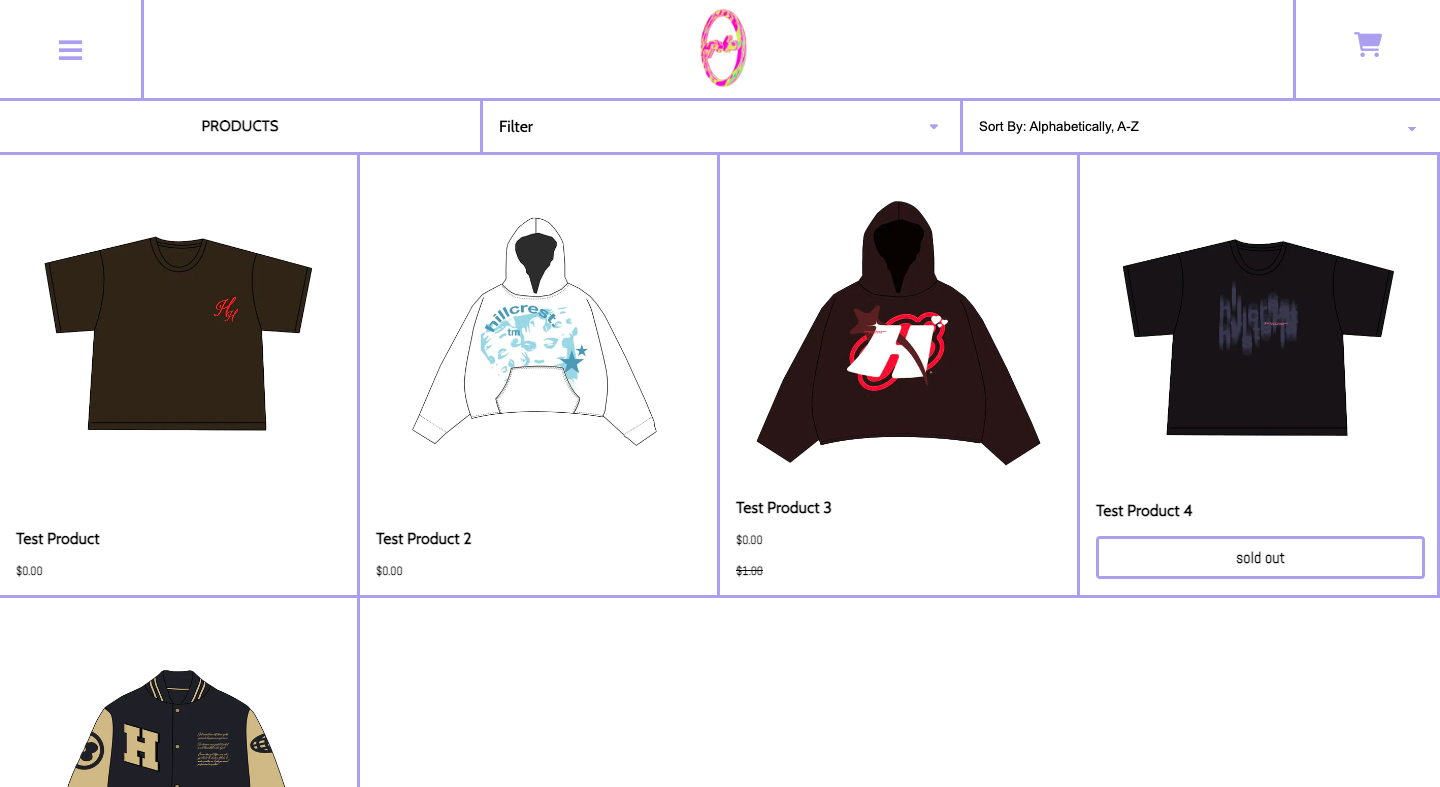 PRODUCTS
Filter
Sort By: Alphabetically, A-Z
H
H
hillcrest
tm
Test Product
$0.00
Test Product 2
$0.00
Test Product 3
$0.00
$1.00
Test Product 4
sold out
H